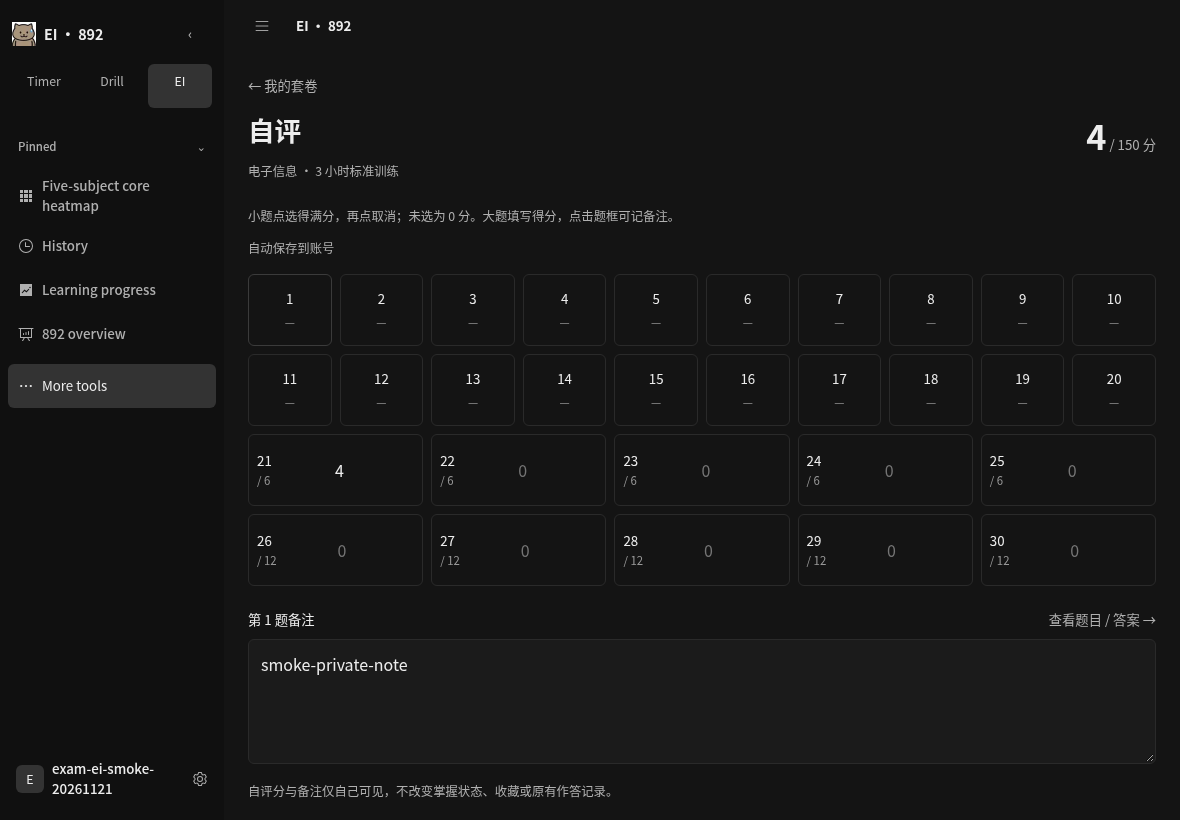 EI • 892
‹
EI • 892
Timer
Drill
EI
Pinned
Five-subject core
heatmap
History
Learning progress
892 overview
More tools
E
exam-ei-smoke-
20261121
← 我的套卷
自评
4 / 150 分
电子信息 • 3 小时标准训练
小题点选得满分，再点取消；未选为 0 分。大题填写得分，点击题框可记备注。
自动保存到账号
1 2 3 4 5 6 7 8 9 10
— — — — — — — — — —
11 12 13 14 15 16 17 18 19 20
— — — — — — — — — —
21 / 6 4
22 / 6 0
23 / 6 0
24 / 6 0
25 / 6 0
26 / 12 0
27 / 12 0
28 / 12 0
29 / 12 0
30 / 12 0
第 1 题备注
查看题目 / 答案 →
smoke-private-note
自评分与备注仅自己可见，不改变掌握状态、收藏或原有作答记录。